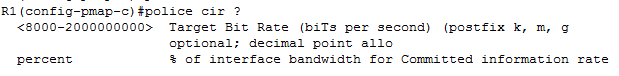 R1(config-pmap-c)#police cir ?
<8000-2000000000> Target Bit Rate (biTs per second) (postfix k, m, g
optional; decimal point allo
percent % of interface bandwidth for Committed information rate